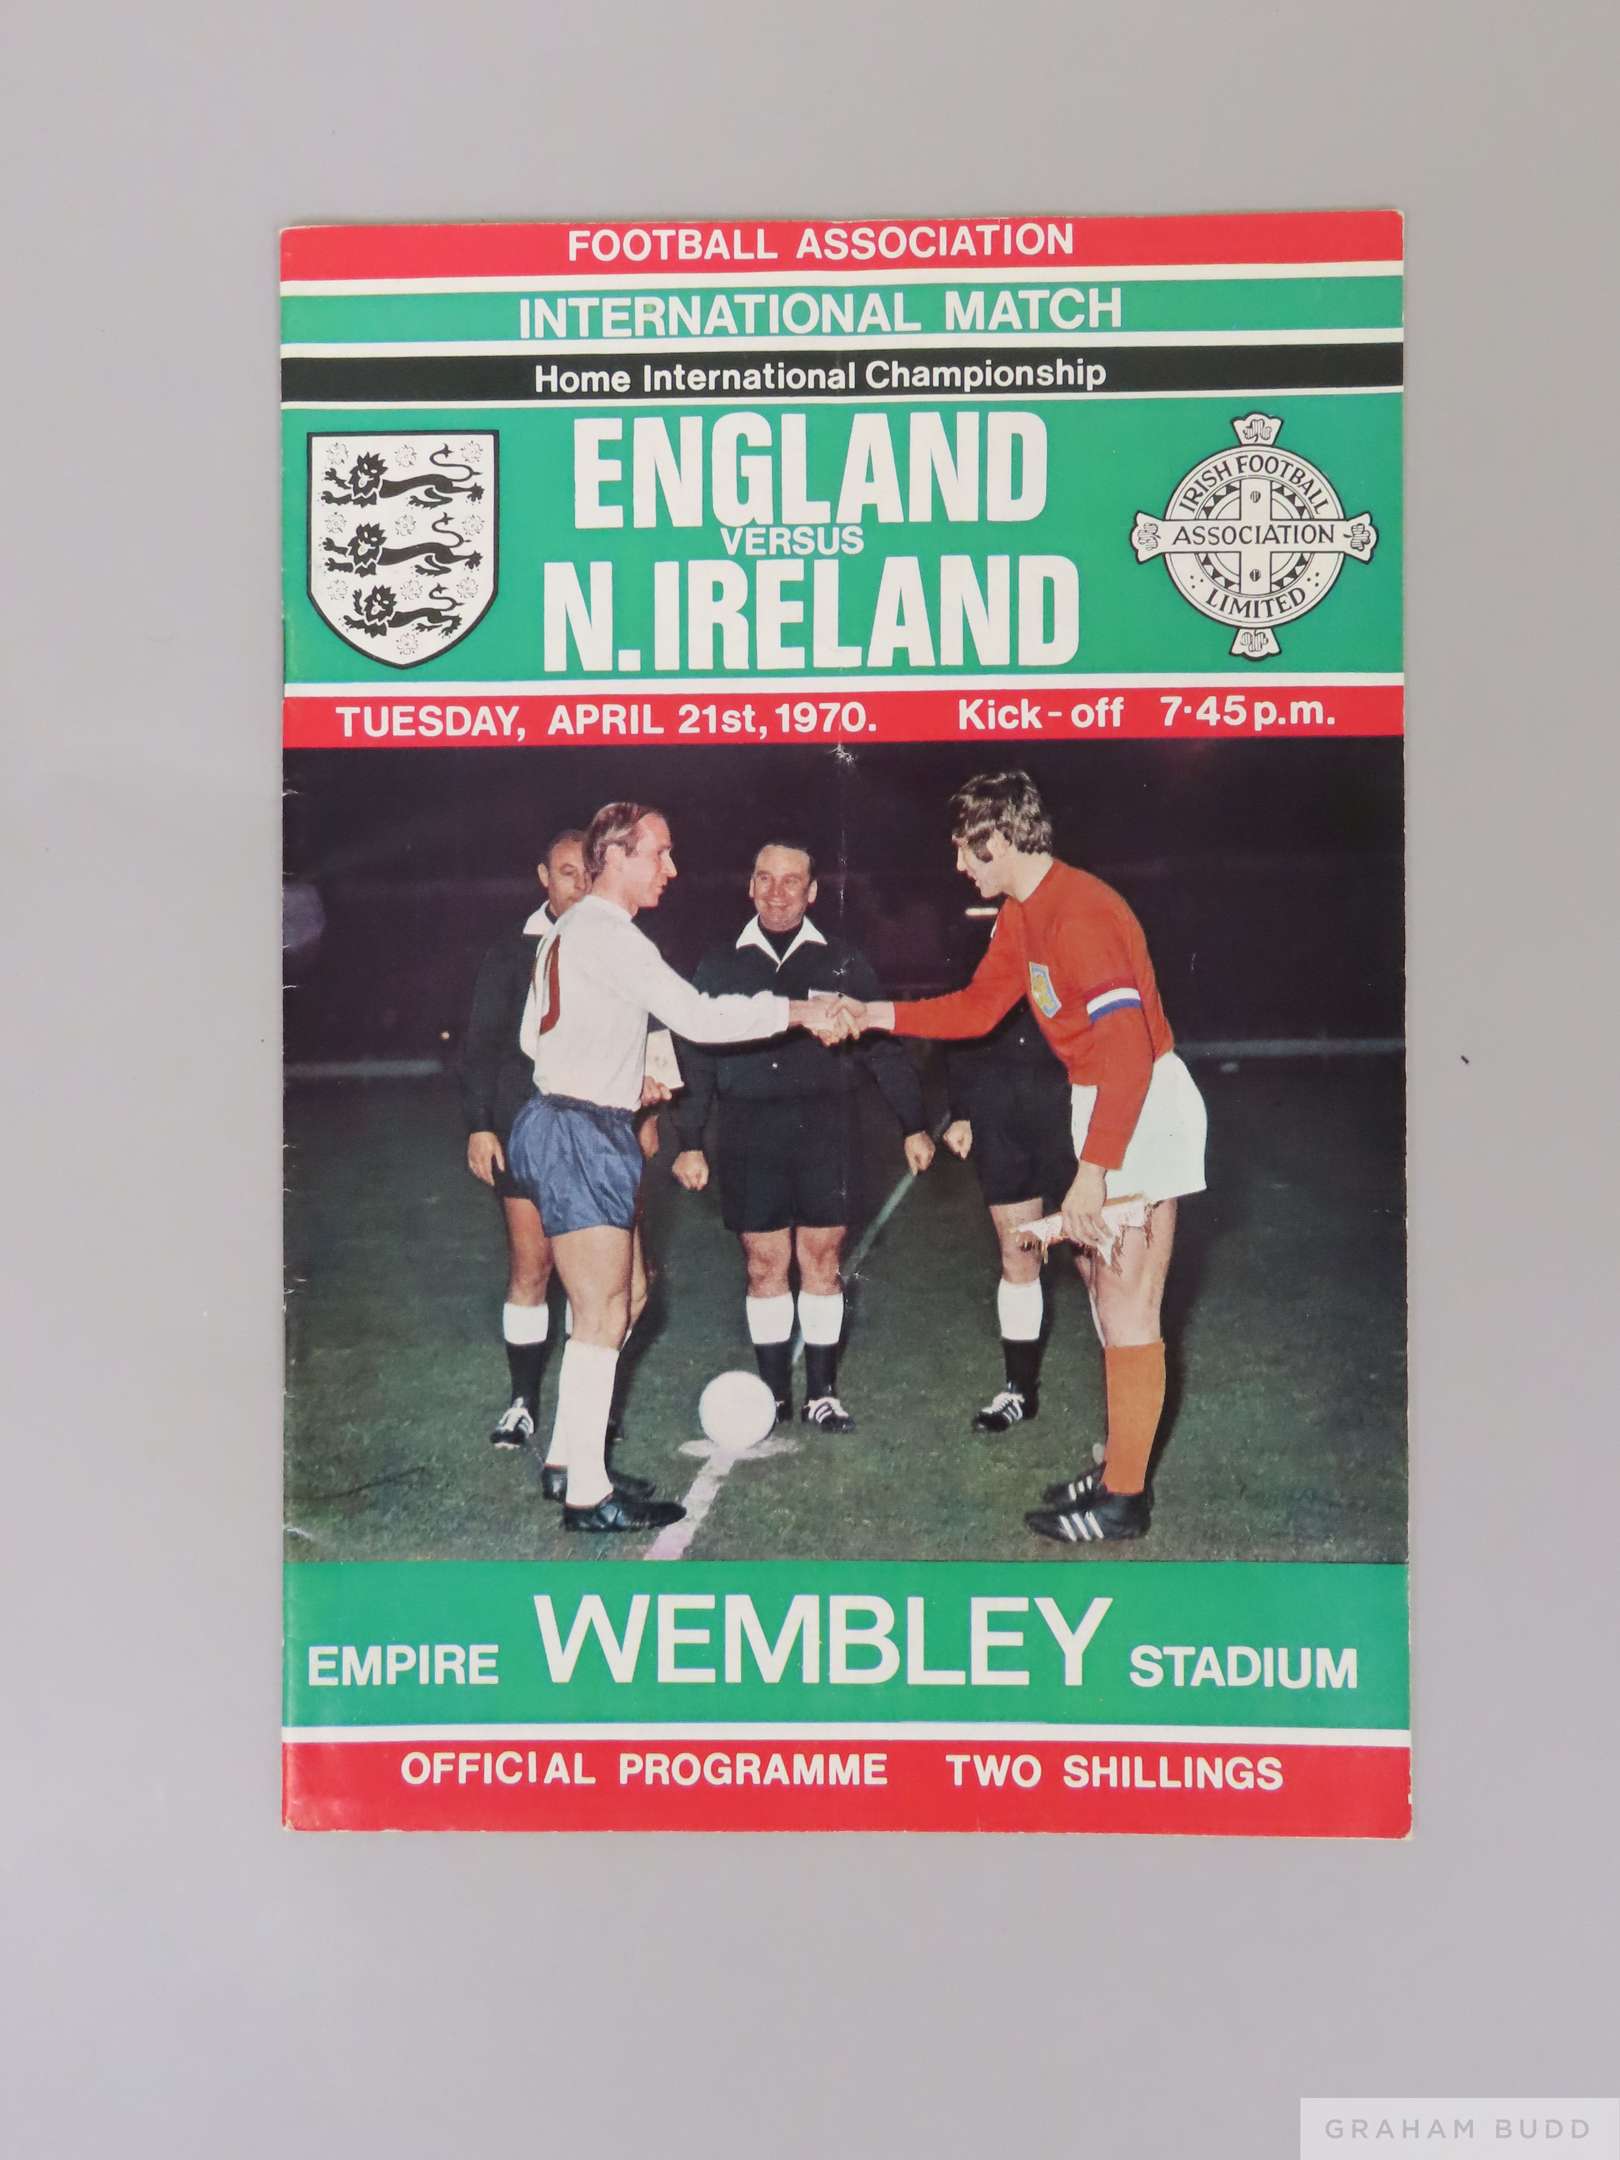 FOOTBALL ASSOCIATION
INTERNATIONAL MATCH
Home International Championship
ENGLAND
VERSUS
N. IRELAND
IRISH FOOTBALL
ASSOCIATION
LIMITED
TUESDAY, APRIL 21st, 1970. Kick-off 7·45 p.m.
EMPIRE WEMBLEY STADIUM
OFFICIAL PROGRAMME TWO SHILLINGS
GRAHAM BUDD